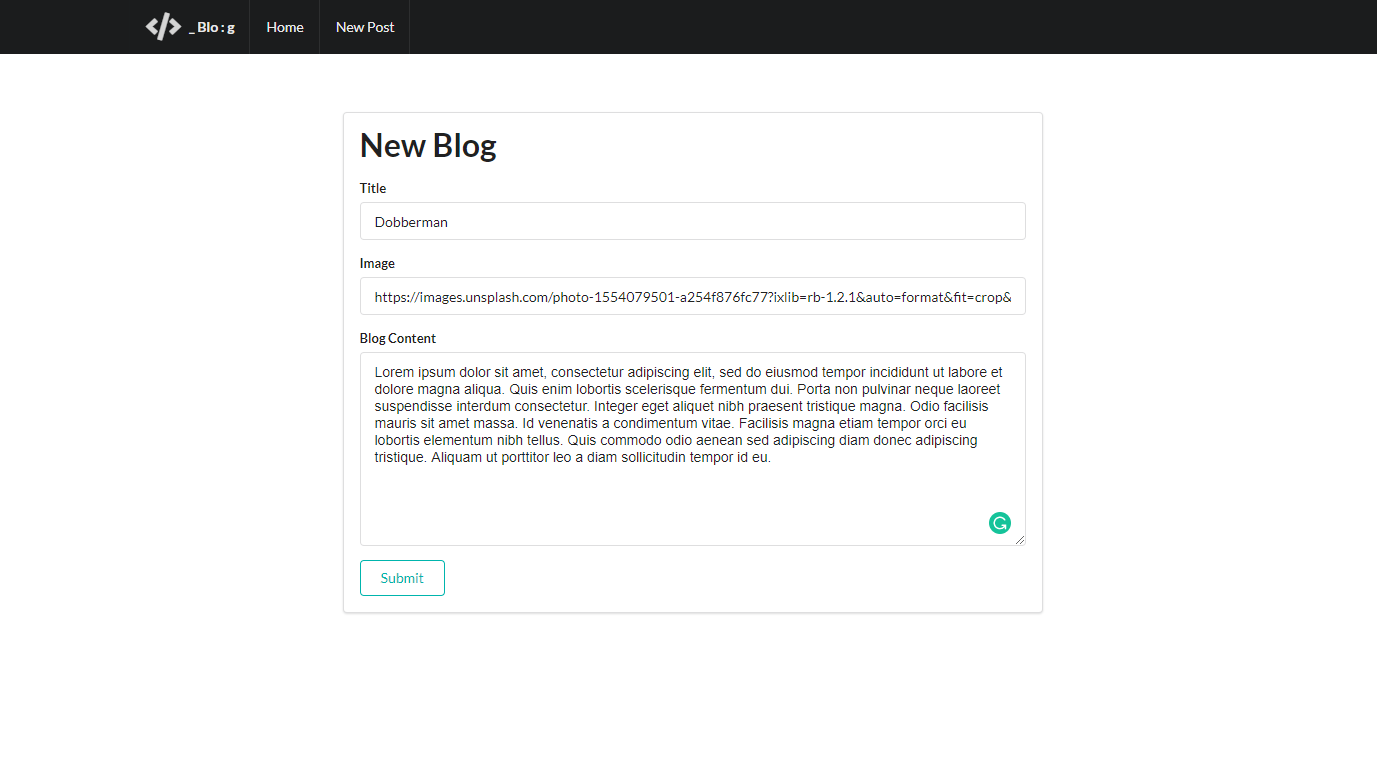 </> _Blo:g Home New Post
New Blog
Title
Dobberman
Image
https://images.unsplash.com/photo-1554079501-a254f876fc77?ixlib=rb-1.2.1&auto=format&fit=crop&
Blog Content
Lorem ipsum dolor sit amet, consectetur adipiscing elit, sed do eiusmod tempor incididunt ut labore et
dolore magna aliqua. Quis enim lobortis scelerisque fermentum dui. Porta non pulvinar neque laoreet
suspendisse interdum consectetur. Integer eget aliquet nibh praesent tristique magna. Odio facilisis
mauris sit amet massa. Id venenatis a condimentum vitae. Facilisis magna etiam tempor orci eu
lobortis elementum nibh tellus. Quis commodo odio aenean sed adipiscing diam donec adipiscing
tristique. Aliquam ut porttitor leo a diam sollicitudin tempor id eu.
Submit